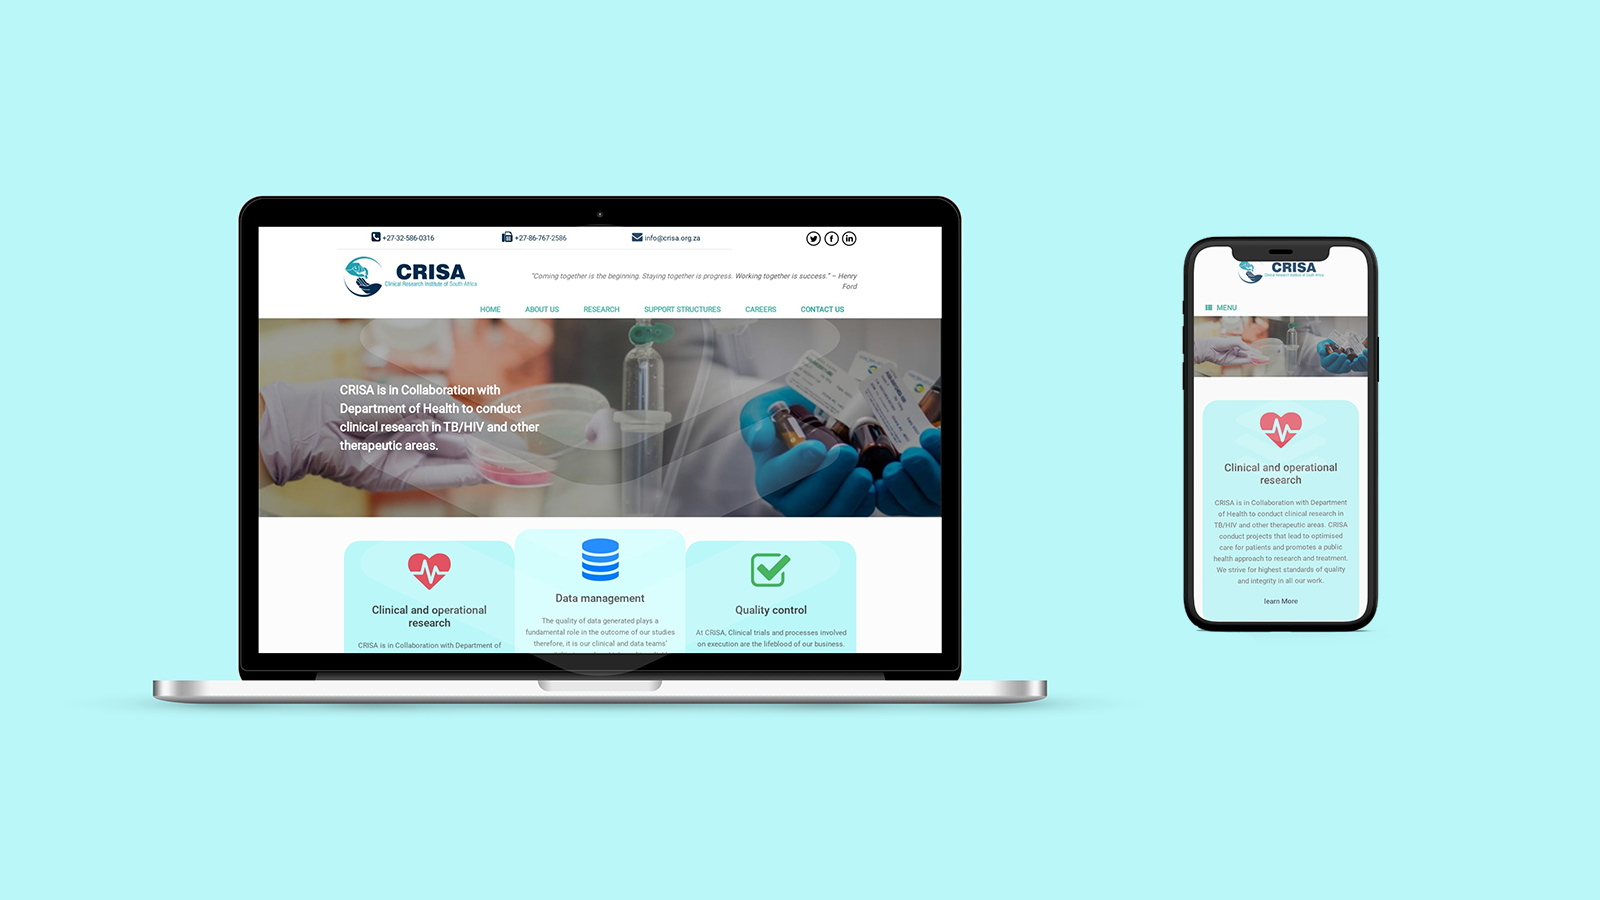 +27-32-586-0316
+27-86-767-2586
info@crisa.org.za
CRISA
Clinical Research Institute of South Africa
"Coming together is the beginning. Staying together is progress. Working together is success." – Henry
Ford
HOME
ABOUT US
RESEARCH
SUPPORT STRUCTURES
CAREERS
CONTACT US
CRISA is in Collaboration with
Department of Health to conduct
clinical research in TB/HIV and other
therapeutic areas.
Clinical and operational
research
CRISA is in Collaboration with Department of
Data management
The quality of data generated plays a
fundamental role in the outcome of our studies
therefore, it is our clinical and data teams'
Quality control
At CRISA, Clinical trials and processes involved
on execution are the lifeblood of our business.
CRISA
Clinical Research Institute of South Africa
MENU
Clinical and operational
research
CRISA is in Collaboration with Department
of Health to conduct clinical research in
TB/HIV and other therapeutic areas. CRISA
conduct projects that lead to optimised
care for patients and promotes a public
health approach to research and treatment.
We strive for highest standards of quality
and integrity in all our work.
learn More